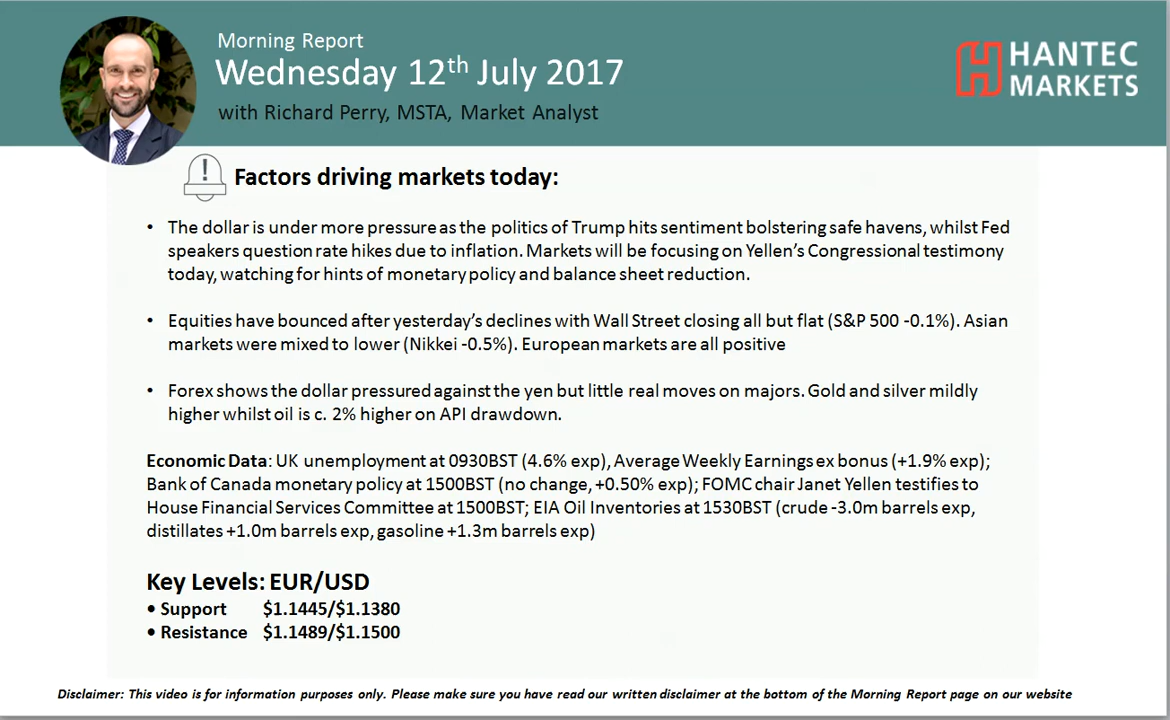 Morning Report
Wednesday 12th July 2017
with Richard Perry, MSTA, Market Analyst
HANTEC
MARKETS
Factors driving markets today:
• The dollar is under more pressure as the politics of Trump hits sentiment bolstering safe havens, whilst Fed
speakers question rate hikes due to inflation. Markets will be focusing on Yellen's Congressional testimony
today, watching for hints of monetary policy and balance sheet reduction.
• Equities have bounced after yesterday's declines with Wall Street closing all but flat (S&P 500 -0.1%). Asian
markets were mixed to lower (Nikkei -0.5%). European markets are all positive
• Forex shows the dollar pressured against the yen but little real moves on majors. Gold and silver mildly
higher whilst oil is c. 2% higher on API drawdown.
Economic Data: UK unemployment at 0930BST (4.6% exp), Average Weekly Earnings ex bonus (+1.9% exp);
Bank of Canada monetary policy at 1500BST (no change, +0.50% exp); FOMC chair Janet Yellen testifies to
House Financial Services Committee at 1500BST; EIA Oil Inventories at 1530BST (crude -3.0m barrels exp,
distillates +1.0m barrels exp, gasoline +1.3m barrels exp)
Key Levels: EUR/USD
• Support $1.1445/$1.1380
• Resistance $1.1489/$1.1500
Disclaimer: This video is for information purposes only. Please make sure you have read our written disclaimer at the bottom of the Morning Report page on our website